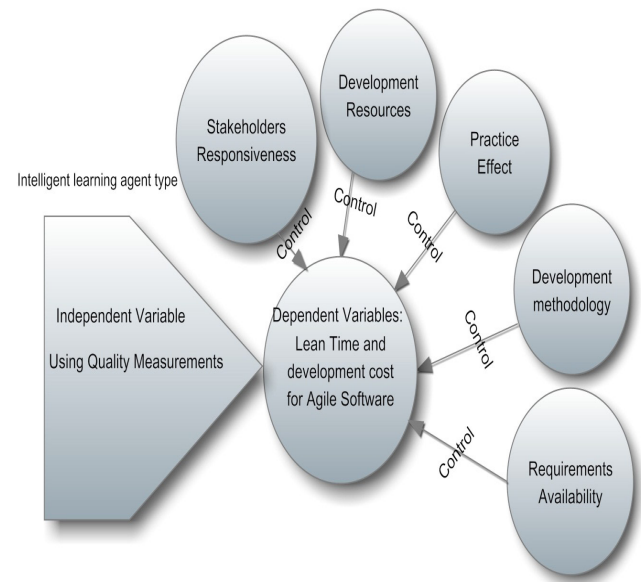 Development
Resources
Stakeholders
Responsiveness
Practice
Effect
Intelligent learning agent type
Control
Control
Control
Development
methodology
Independent Variable
Using Quality Measurements
Dependent Variables:
Lean Time and
development cost
for Agile Software
Control
Control
Requirements
Availability